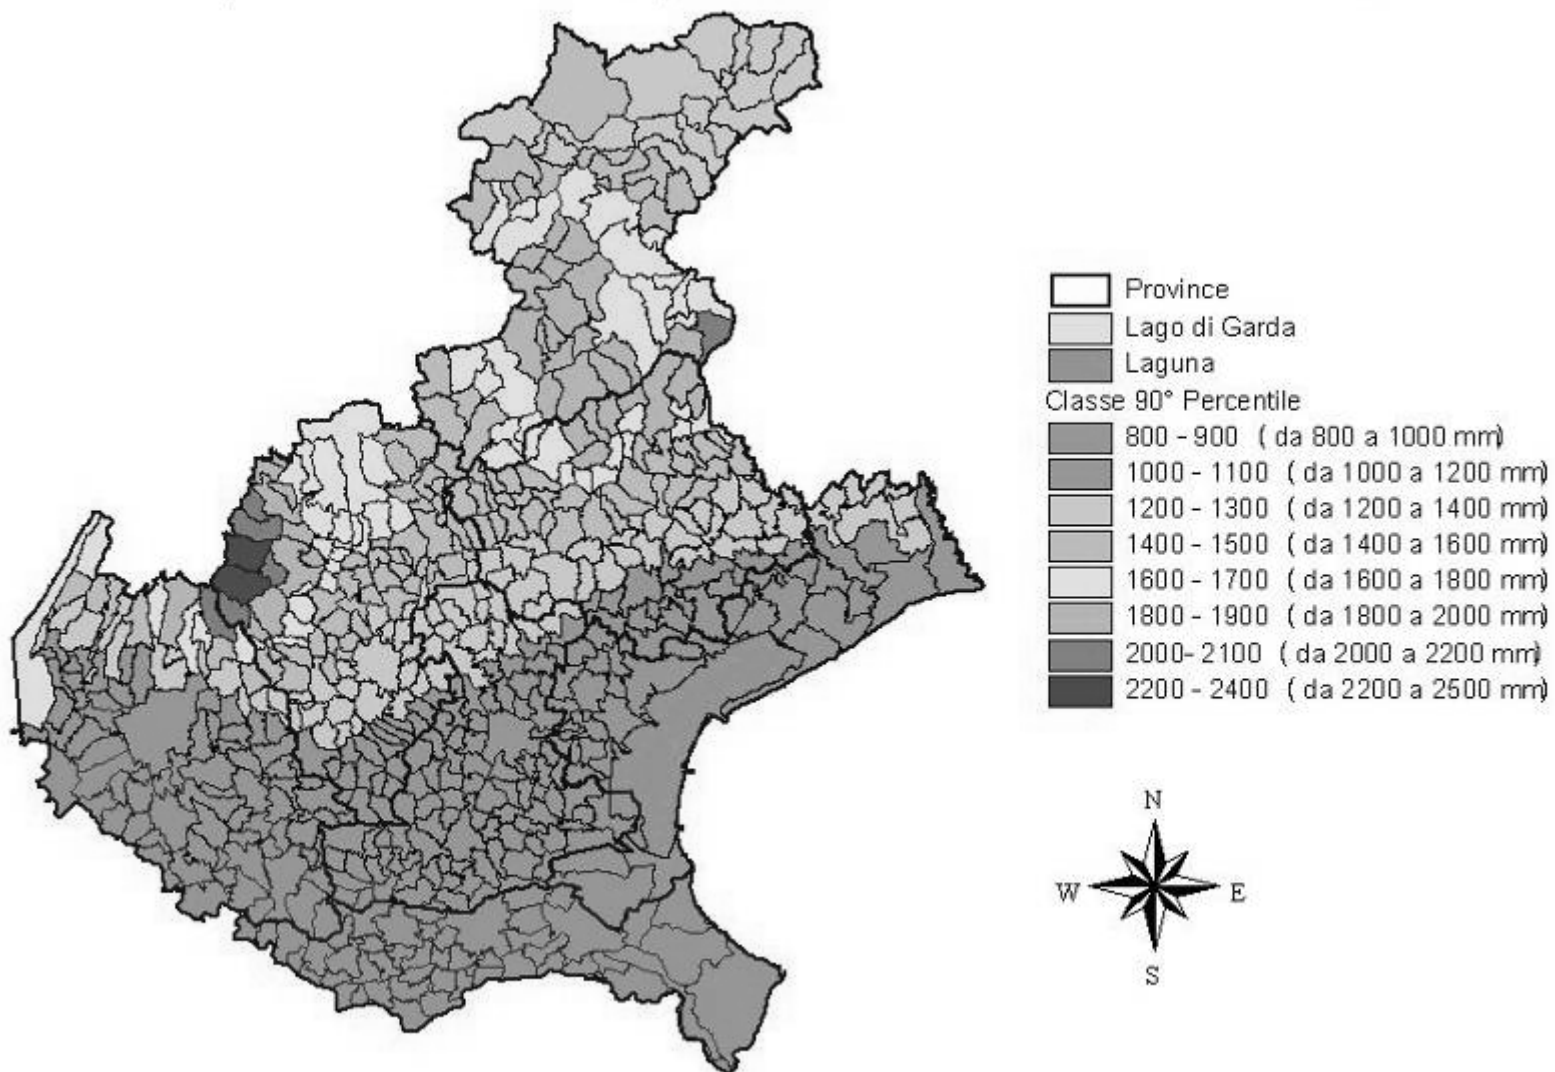 Province
Lago di Garda
Laguna
Classe 90° Percentile
800 - 900 ( da 800 a 1000 mm)
1000 - 1100 ( da 1000 a 1200 mm)
1200 - 1300 ( da 1200 a 1400 mm)
1400 - 1500 ( da 1400 a 1600 mm)
1600 - 1700 ( da 1600 a 1800 mm)
1800 - 1900 ( da 1800 a 2000 mm)
2000- 2100 ( da 2000 a 2200 mm)
2200 - 2400 ( da 2200 a 2500 mm)
N
W E
S